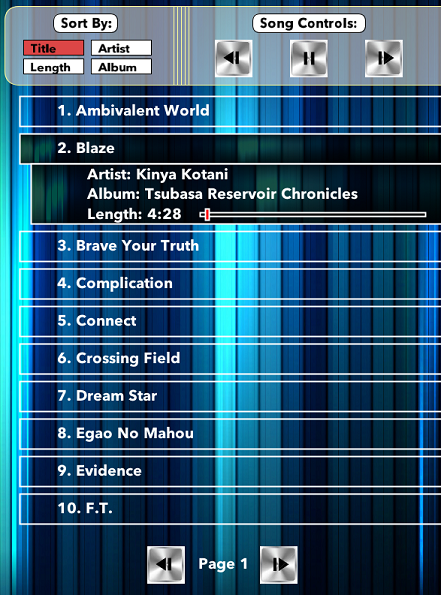 Sort By:
Song Controls:
Title
Artist
Length
Album
1. Ambivalent World
2. Blaze
Artist: Kinya Kotani
Album: Tsubasa Reservoir Chronicles
Length: 4:28
3. Brave Your Truth
4. Complication
5. Connect
6. Crossing Field
7. Dream Star
8. Egao No Mahou
9. Evidence
10. F.T.
Page 1